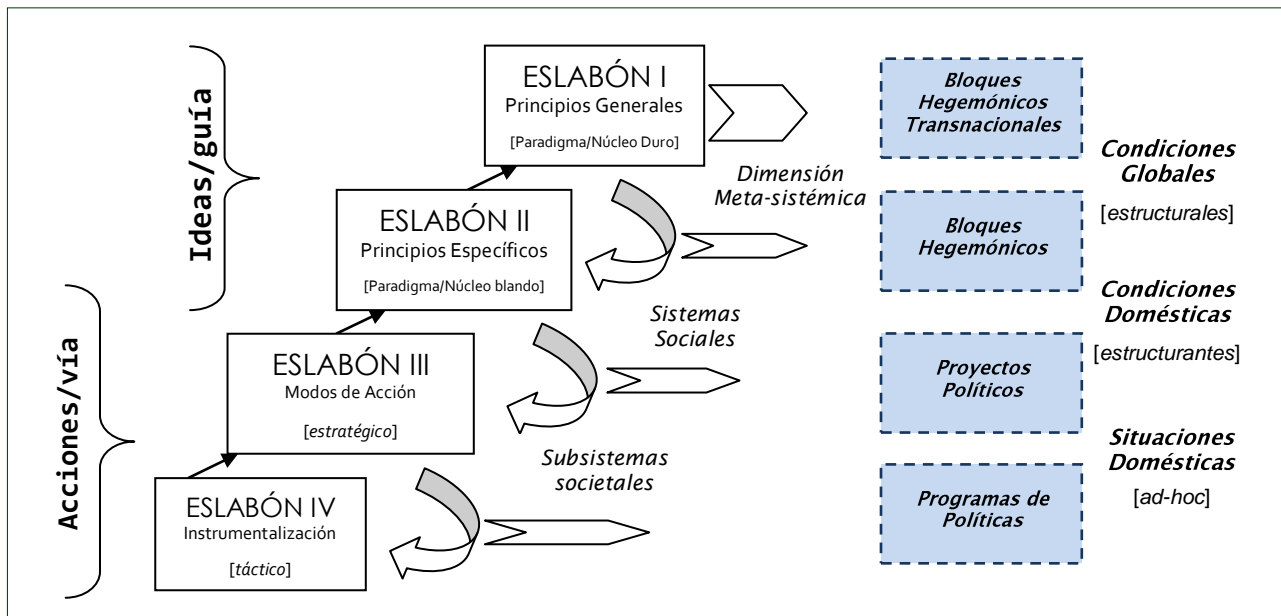 Ideas/guía
Acciones/vía
ESLABÓN I
Principios Generales
[Paradigma/Núcleo Duro]
ESLABÓN II
Principios Específicos
[Paradigma/Núcleo blando]
ESLABÓN III
Modos de Acción
[estratégico]
ESLABÓN IV
Instrumentalización
[táctico]
Dimensión
Meta-sistémica
Sistemas
Sociales
Subsistemas
societales
Bloques
Hegemónicos
Transnacionales
Bloques
Hegemónicos
Proyectos
Políticos
Programas de
Políticas
Condiciones
Globales
[estructurales]
Condiciones
Domésticas
[estructurantes]
Situaciones
Domésticas
[ad-hoc]